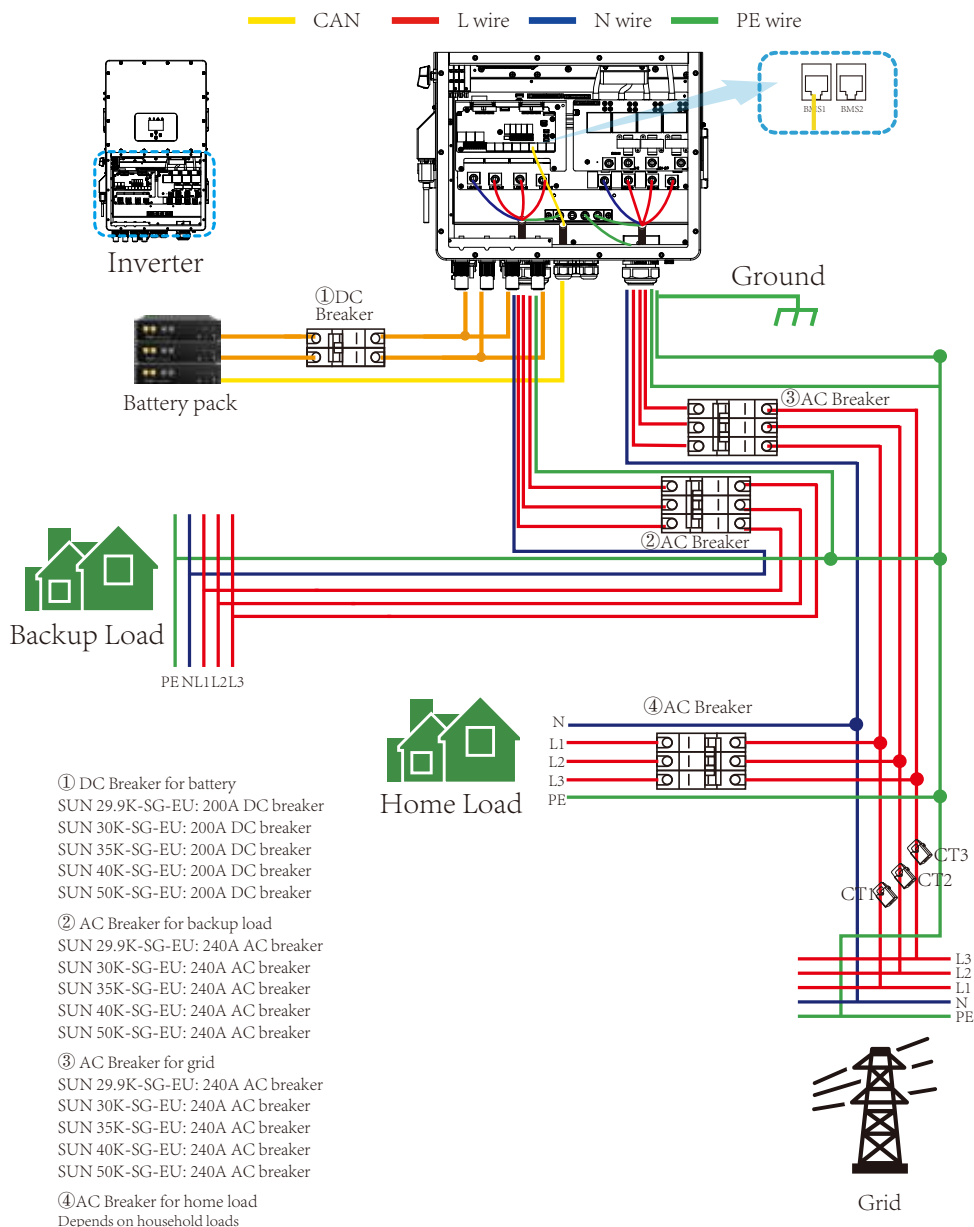 CAN L wire N wire PE wire
BMS1 BMS2
Inverter
Ground
①DC
Breaker
Battery pack
③AC Breaker
②AC Breaker
Backup Load
PE N L1 L2 L3
④AC Breaker
N
L1
L2
L3
PE
Home Load
① DC Breaker for battery
SUN 29.9K-SG-EU: 200A DC breaker
SUN 30K-SG-EU: 200A DC breaker
SUN 35K-SG-EU: 200A DC breaker
SUN 40K-SG-EU: 200A DC breaker
SUN 50K-SG-EU: 200A DC breaker
② AC Breaker for backup load
SUN 29.9K-SG-EU: 240A AC breaker
SUN 30K-SG-EU: 240A AC breaker
SUN 35K-SG-EU: 240A AC breaker
SUN 40K-SG-EU: 240A AC breaker
SUN 50K-SG-EU: 240A AC breaker
③ AC Breaker for grid
SUN 29.9K-SG-EU: 240A AC breaker
SUN 30K-SG-EU: 240A AC breaker
SUN 35K-SG-EU: 240A AC breaker
SUN 40K-SG-EU: 240A AC breaker
SUN 50K-SG-EU: 240A AC breaker
④AC Breaker for home load
Depends on household loads
CT3
CT2
CT1
L3
L2
L1
N
PE
Grid